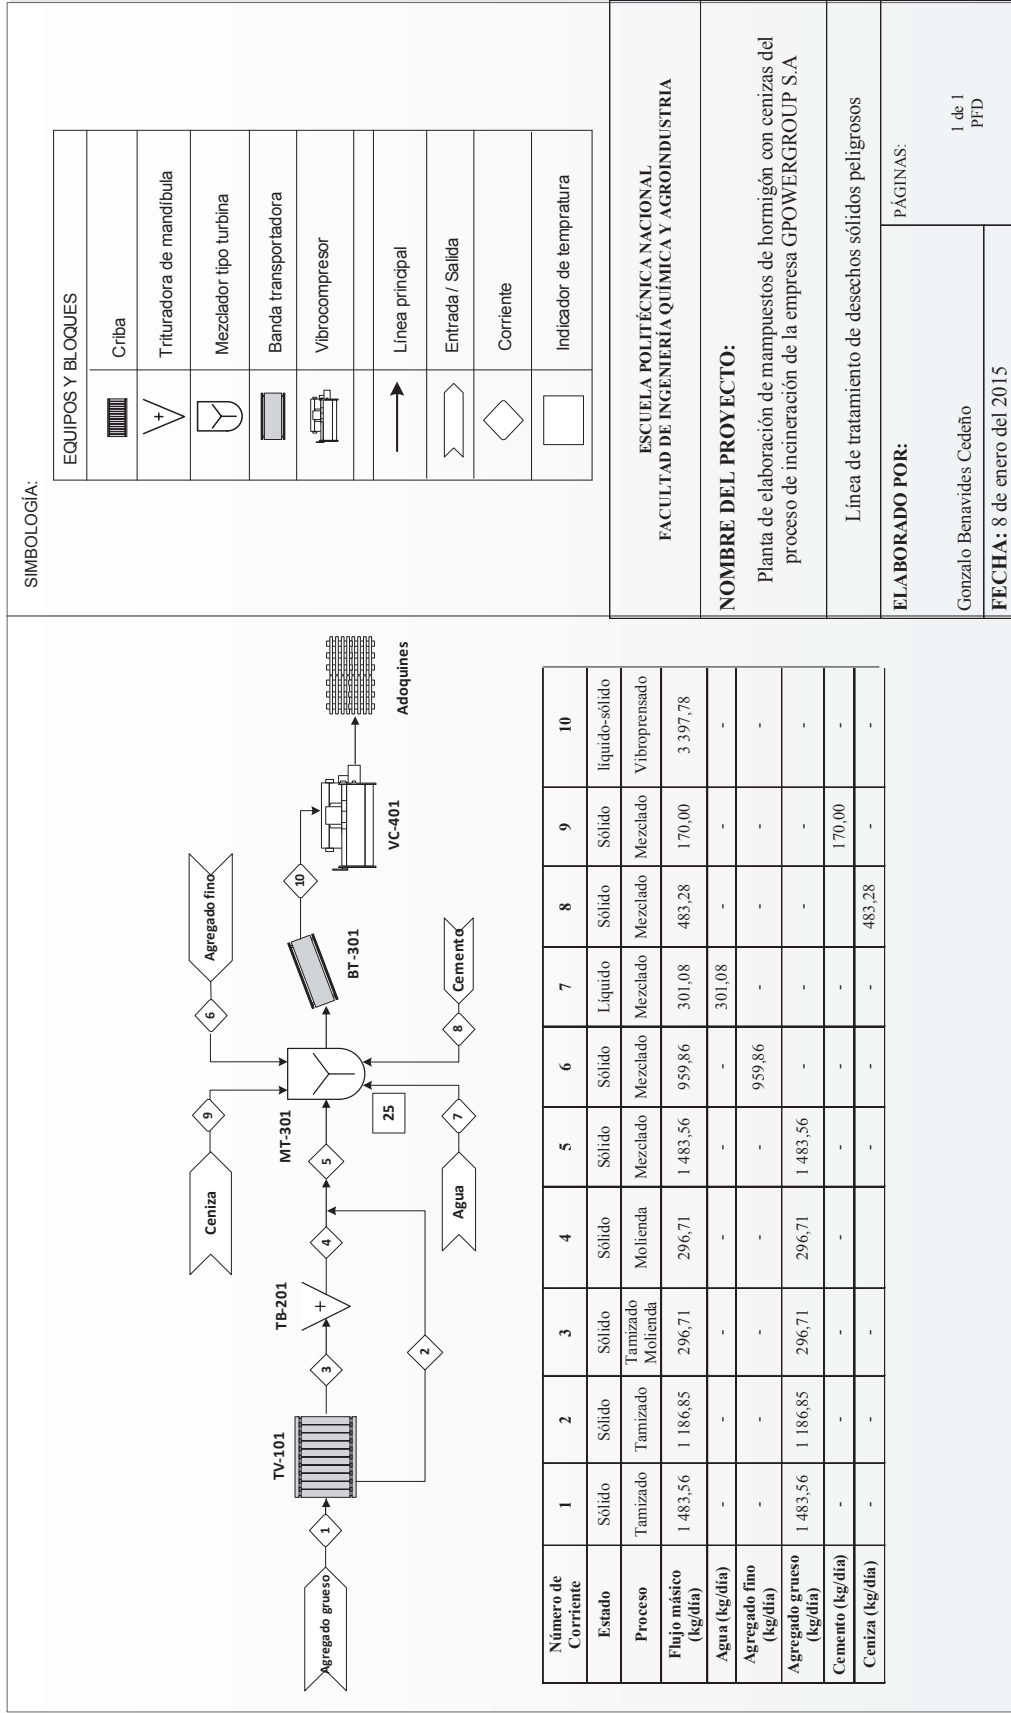 SIMBOLOGÍA:
EQUIPOS Y BLOQUES
Criba
Trituradora de mandíbula
Mezclador tipo turbina
Banda transportadora
Vibrocompresor
Línea principal
Entrada / Salida
Corriente
Indicador de tempratura
Agregado grueso
1
TV-101
2
3
TB-201
4
5
Ceniza
9
MT-301
25
Agua
7
Agregado fino
6
Cemento
8
BT-301
10
VC-401
Adoquines
Número de Corriente 1 2 3 4 5 6 7 8 9 10
Estado Sólido Sólido Sólido Sólido Sólido Sólido Líquido Sólido Sólido líquido-sólido
Proceso Tamizado Tamizado Tamizado Molienda Molienda Mezclado Mezclado Mezclado Mezclado Mezclado Vibroprensado
Flujo másico (kg/día) 1 483,56 1 186,85 296,71 296,71 1 483,56 959,86 301,08 483,28 170,00 3 397,78
Agua (kg/día) - - - - - - 301,08 - - -
Agregado fino (kg/día) - - - - - 959,86 - - - -
Agregado grueso (kg/día) 1 483,56 1 186,85 296,71 296,71 1 483,56 - - - - -
Cemento (kg/día) - - - - - - - 170,00 -
Ceniza (kg/día) - - - - - - 483,28 - -
ESCUELA POLITÉCNICA NACIONAL
FACULTAD DE INGENIERÍA QUÍMICA Y AGROINDUSTRIA
NOMBRE DEL PROYECTO:
Planta de elaboración de mampuestos de hormigón con cenizas del
proceso de incineración de la empresa GPOWERGROUP S.A
Línea de tratamiento de desechos sólidos peligrosos
ELABORADO POR:
Gonzalo Benavides Cedeño
PÁGINAS:
1 de 1
PFD
FECHA: 8 de enero del 2015